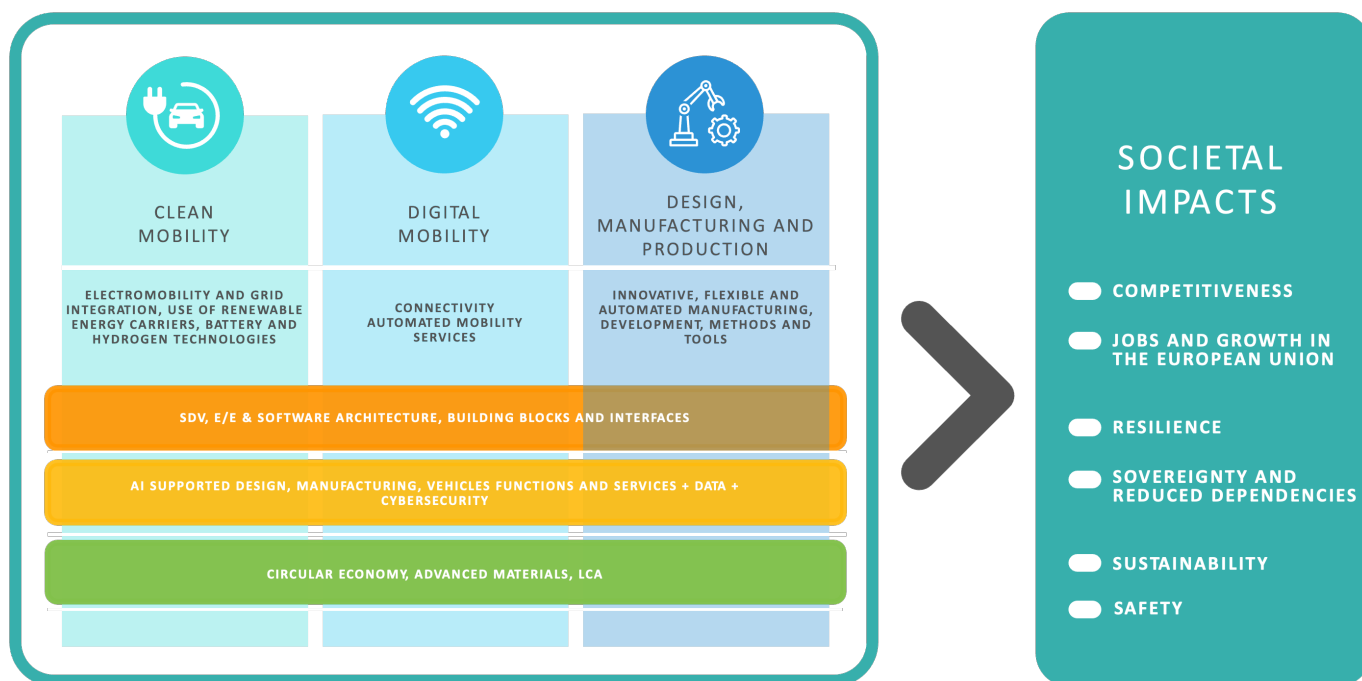 CLEAN
MOBILITY
DIGITAL
MOBILITY
DESIGN,
MANUFACTURING AND
PRODUCTION
ELECTROMOBILITY AND GRID
INTEGRATION, USE OF RENEWABLE
ENERGY CARRIERS, BATTERY AND
HYDROGEN TECHNOLOGIES
CONNECTIVITY
AUTOMATED MOBILITY
SERVICES
INNOVATIVE, FLEXIBLE AND
AUTOMATED MANUFACTURING,
DEVELOPMENT, METHODS AND
TOOLS
SDV, E/E & SOFTWARE ARCHITECTURE, BUILDING BLOCKS AND INTERFACES
AI SUPPORTED DESIGN, MANUFACTURING, VEHICLES FUNCTIONS AND SERVICES + DATA +
CYBERSECURITY
CIRCULAR ECONOMY, ADVANCED MATERIALS, LCA
SOCIETAL
IMPACTS
COMPETITIVENESS
JOBS AND GROWTH IN
THE EUROPEAN UNION
RESILIENCE
SOVEREIGNTY AND
REDUCED DEPENDENCIES
SUSTAINABILITY
SAFETY